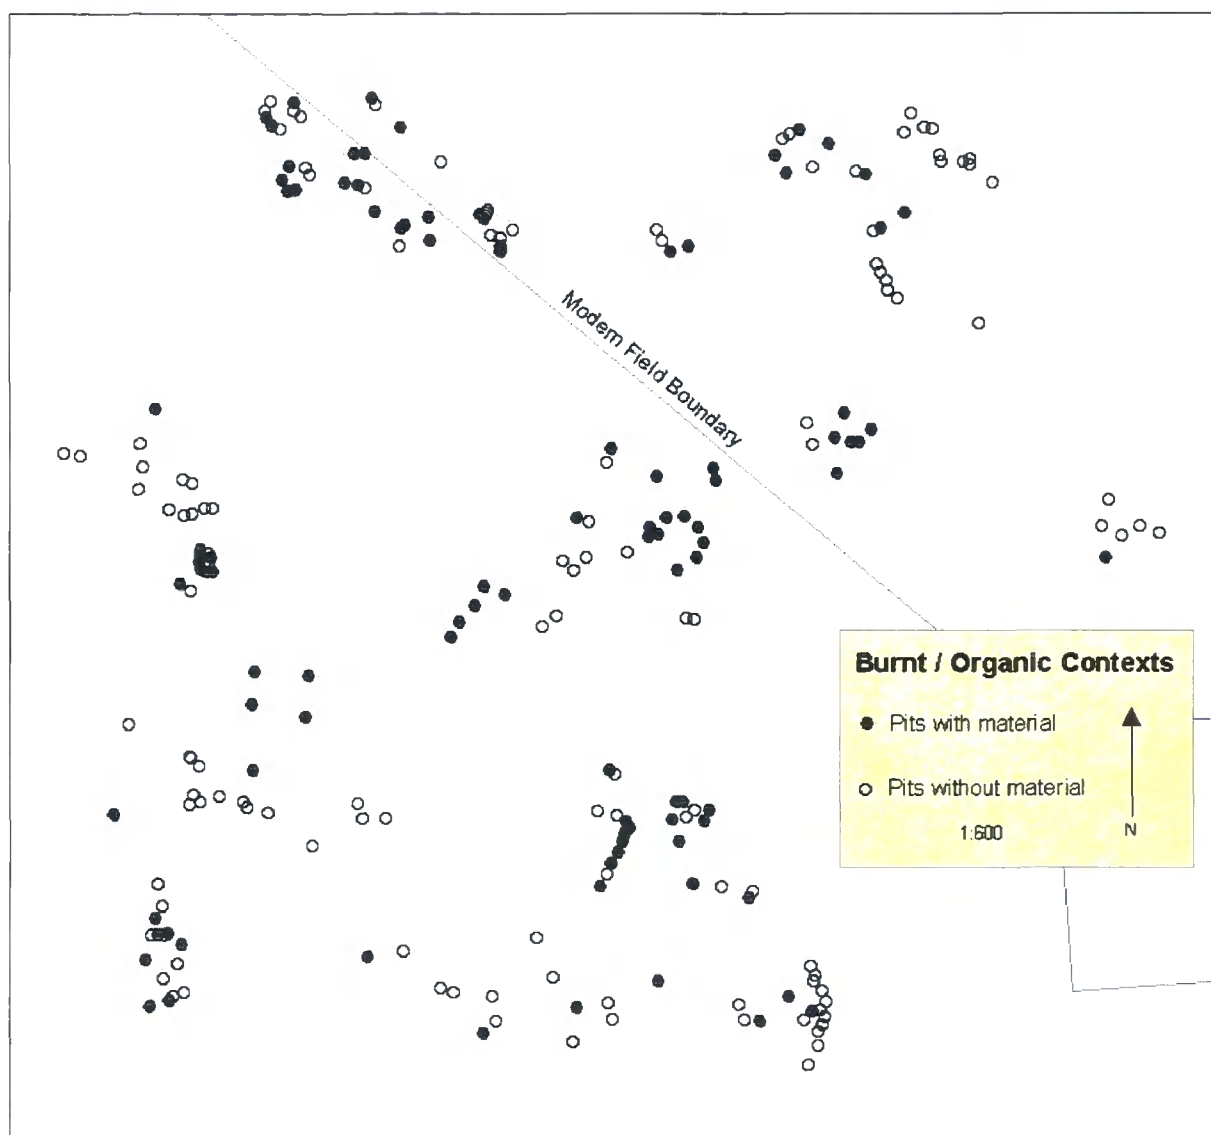 Modern Field Boundary
Burnt / Organic Contexts
Pits with material
Pits without material
1:600
N